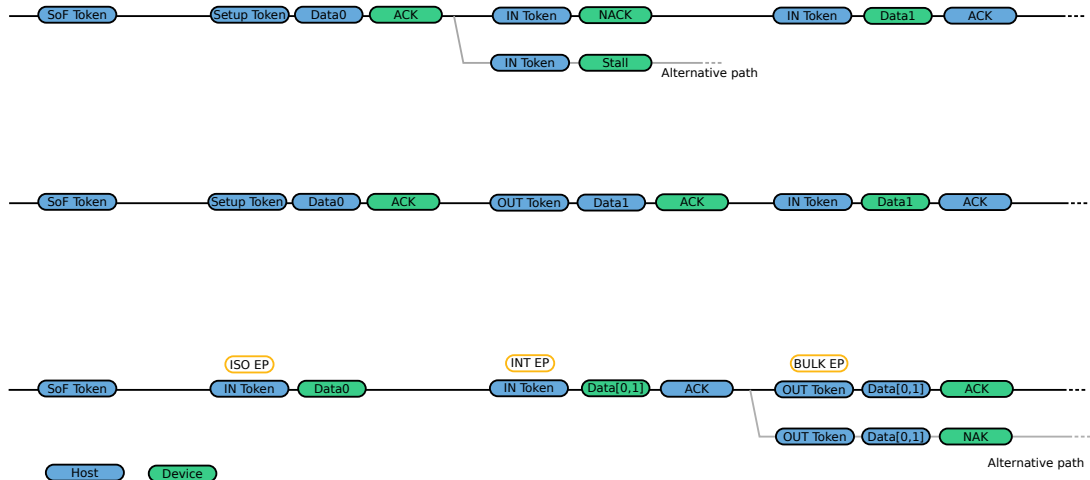 SoF Token Setup Token Data0 ACK IN Token NACK IN Token Data1 ACK
IN Token Stall
Alternative path
SoF Token Setup Token Data0 ACK OUT Token Data1 ACK IN Token Data1 ACK
ISO EP INT EP BULK EP
SoF Token IN Token Data0 IN Token Data[0,1] ACK OUT Token Data[0,1] ACK
OUT Token Data[0,1] NAK
Alternative path
Host Device